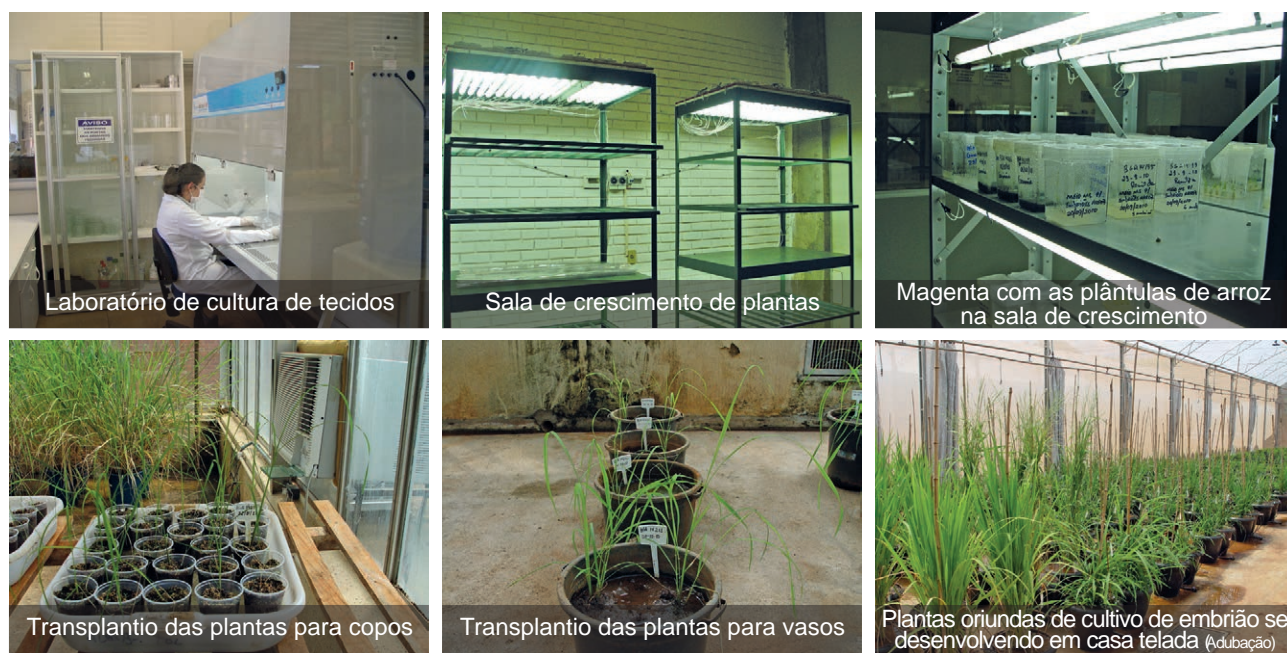 AVISO
Laboratório de cultura de tecidos
Sala de crescimento de plantas
Magenta com as plântulas de arroz
na sala de crescimento
Transplantio das plantas para copos
Transplantio das plantas para vasos
Plantas oriundas de cultivo de embrião se
desenvolvendo em casa telada (Adubação)